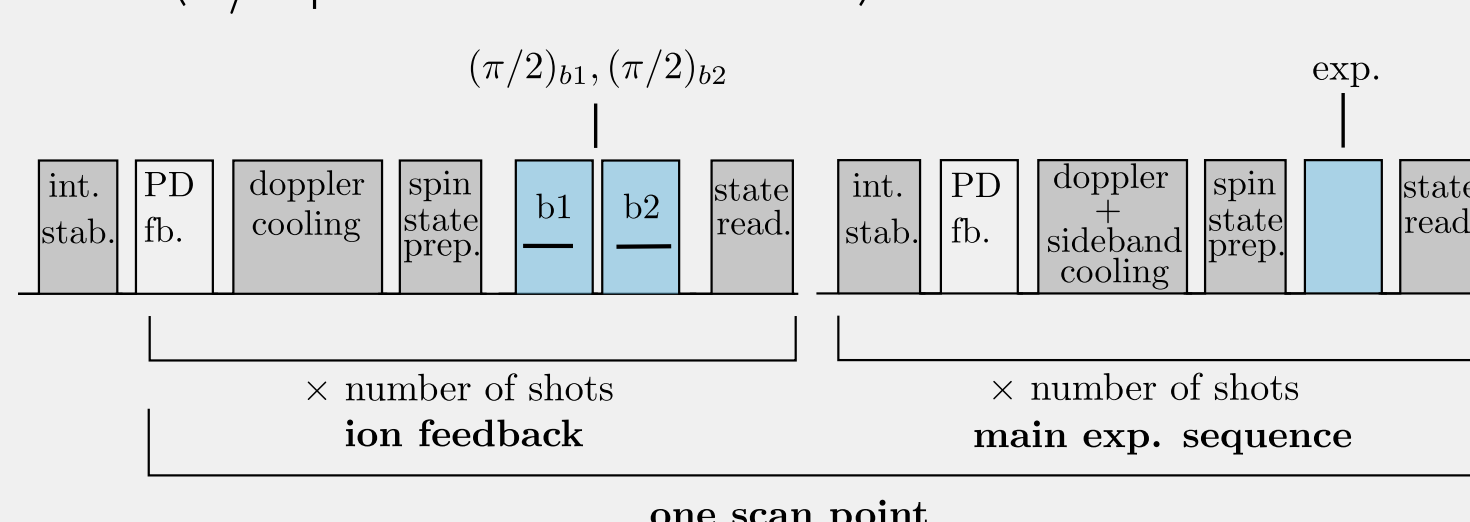 (π/2)b1, (π/2)b2
exp.
int.
stab.
PD
fb.
doppler
cooling
spin
state
prep.
b1
b2
state
read.
int.
stab.
PD
fb.
doppler
+
sideband
cooling
spin
state
prep.
state
read
× number of shots
ion feedback
× number of shots
main exp. sequence
one scan point